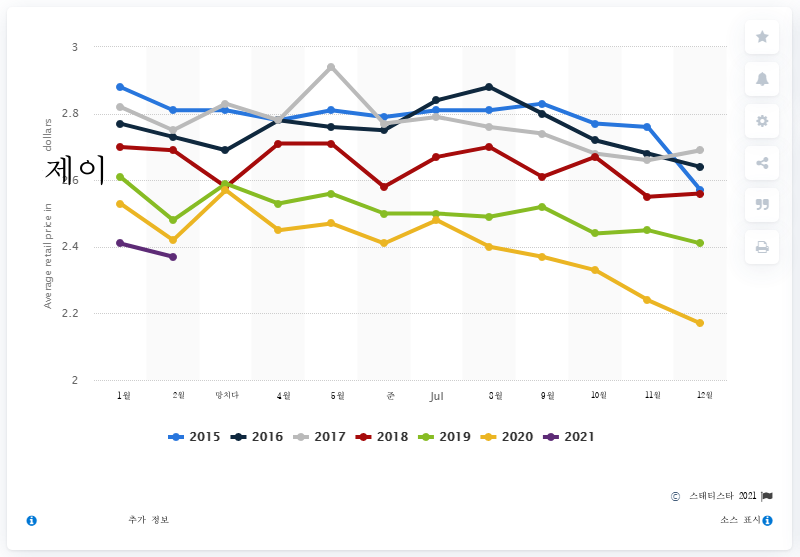 3
2.8
2.6
2.4
2.2
2
Average retail price in 제이 dollars
1월 2월 망치다 4월 5월 준 Jul 8월 9월 10월 11월 12월
2015 2016 2017 2018 2019 2020 2021
© 스태티스타 2021
추가 정보
소스 표시